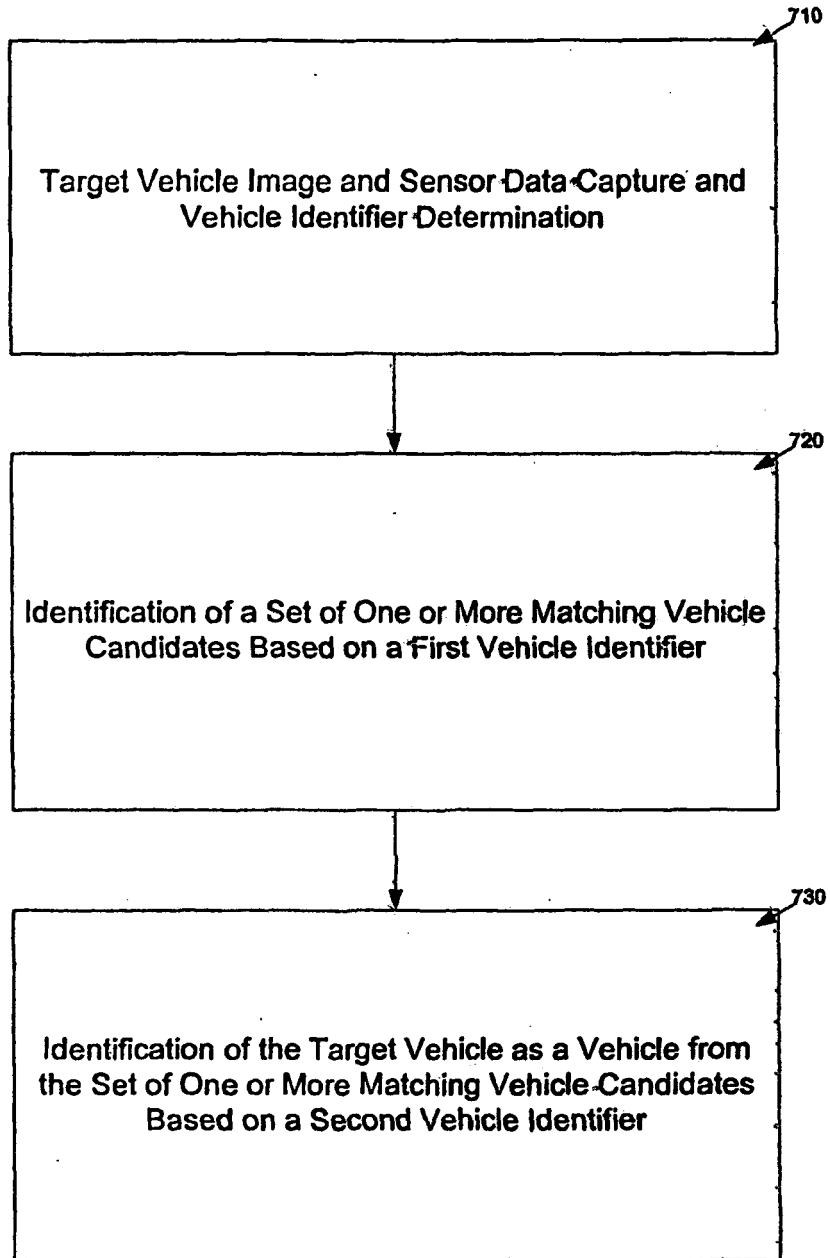 710
Target Vehicle Image and Sensor Data Capture and
Vehicle Identifier Determination
720
Identification of a Set of One or More Matching Vehicle
Candidates Based on a First Vehicle Identifier
730
Identification of the Target Vehicle as a Vehicle from
the Set of One or More Matching Vehicle Candidates
Based on a Second Vehicle Identifier